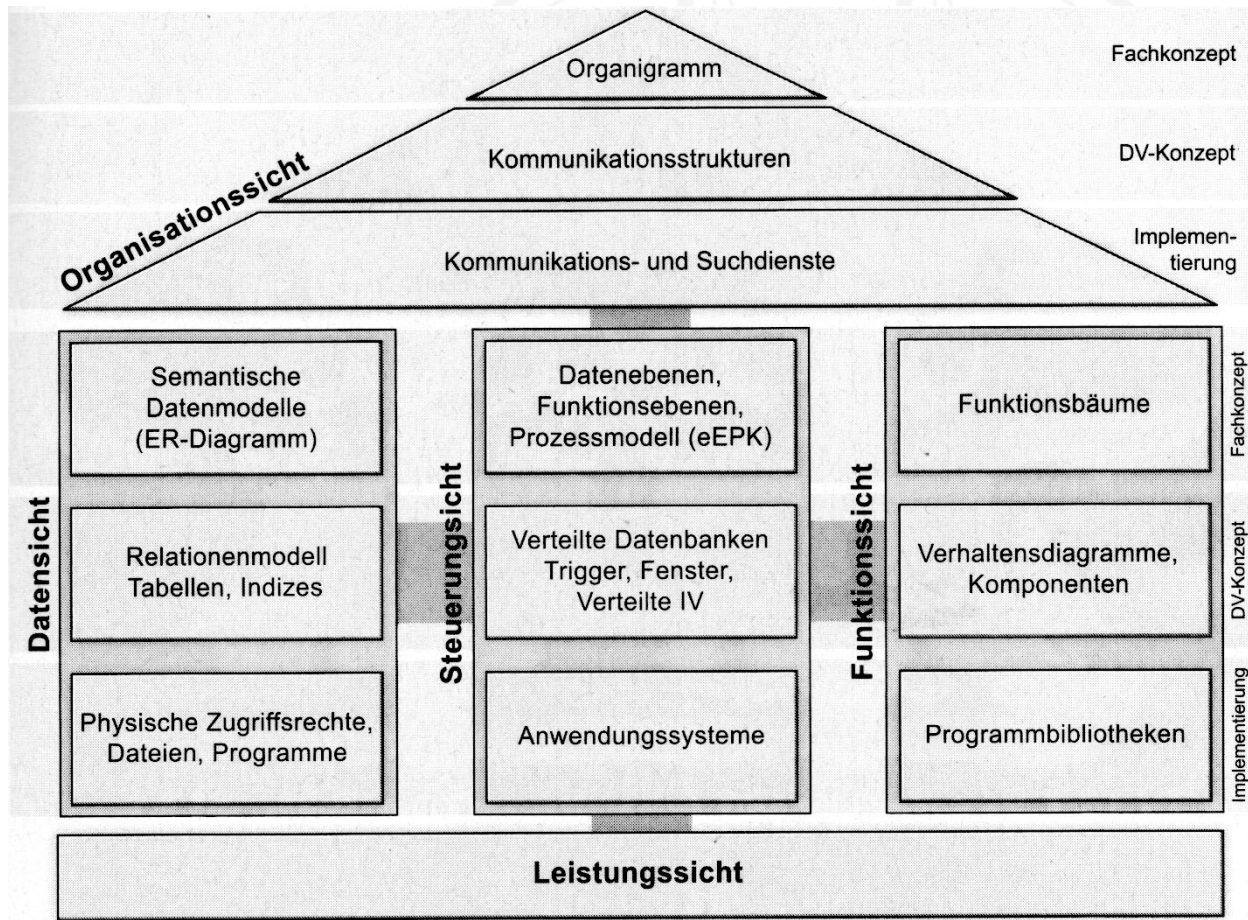 Organigramm
Fachkonzept
Kommunikationsstrukturen
DV-Konzept
Organisationssicht
Kommunikations- und Suchdienste
Implemen-
tierung
Datensicht
Semantische
Datenmodelle
(ER-Diagramm)
Relationenmodell
Tabellen, Indizes
Physische Zugriffsrechte,
Dateien, Programme
Steuerungsicht
Datenebenen,
Funktionsebenen,
Prozessmodell (eEPK)
Verteilte Datenbanken
Trigger, Fenster,
Verteilte IV
Anwendungssysteme
Funktionssicht
Funktionsbäume
Verhaltensdiagramme,
Komponenten
Programmbibliotheken
Fachkonzept
DV-Konzept
Implementierung
Leistungssicht